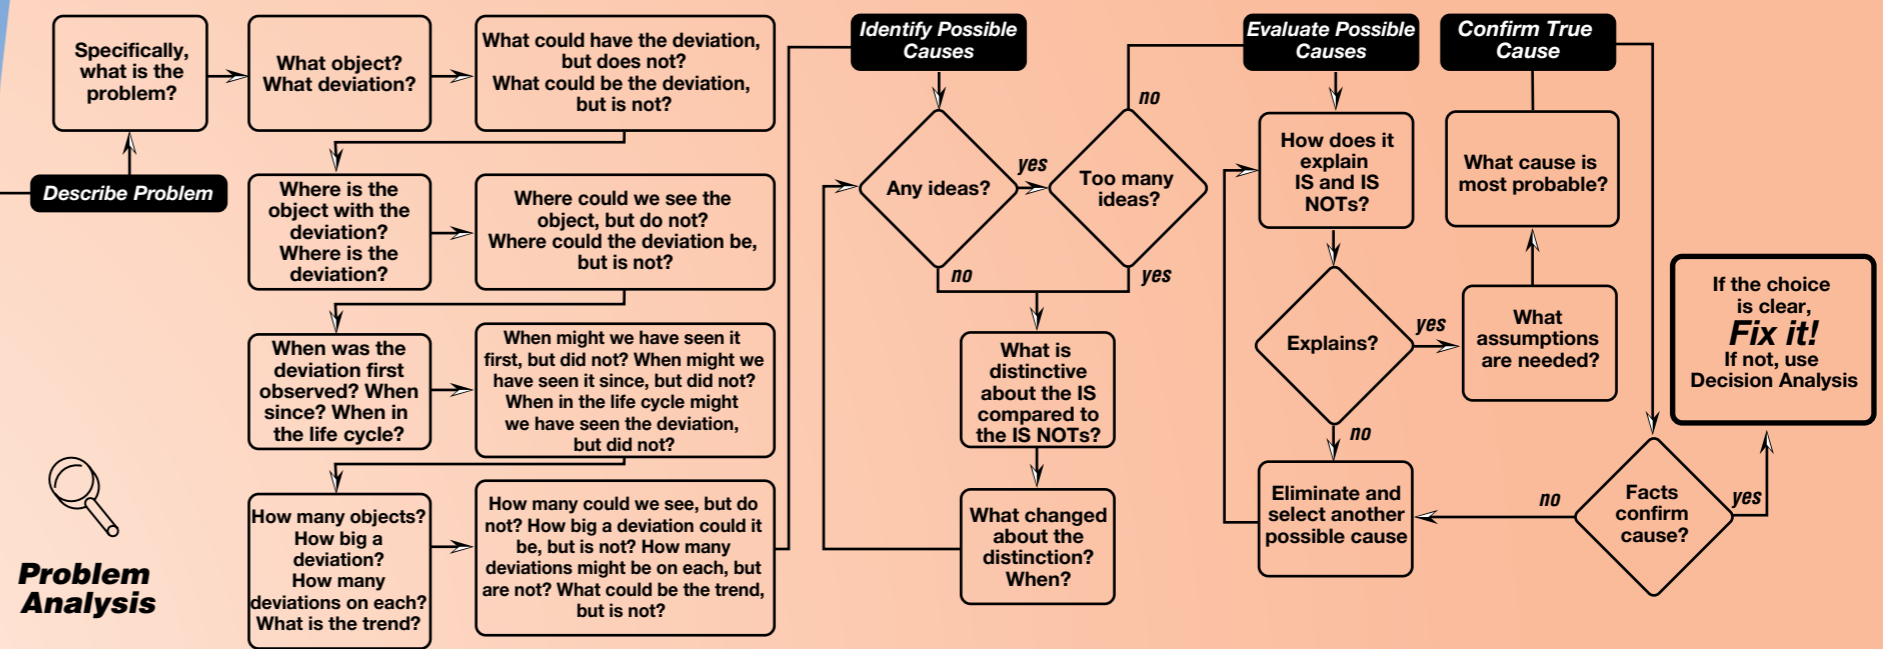 Describe Problem
Specifically,
what is the
problem?
What object?
What deviation?
What could have the deviation,
but does not?
What could be the deviation,
but is not?
Where is the
object with the
deviation?
Where is the
deviation?
Where could we see the
object, but do not?
Where could the deviation be,
but is not?
When was the
deviation first
observed? When
since? When in
the life cycle?
When might we have seen it
first, but did not? When might we
have seen it since, but did not?
When in the life cycle might
we have seen the deviation,
but did not?
How many objects?
How big a
deviation?
How many
deviations on each?
What is the trend?
How many could we see, but do
not? How big a deviation could it
be, but is not? How many
deviations might be on each, but
are not? What could be the trend,
but is not?
Identify Possible
Causes
Any ideas?
yes
no
Too many
ideas?
no
yes
What is
distinctive
about the IS
compared to
the IS NOTs?
What changed
about the
distinction?
When?
Evaluate Possible
Causes
How does it
explain
IS and IS
NOTs?
Explains?
yes
no
What
assumptions
are needed?
What cause is
most probable?
Eliminate and
select another
possible cause
Confirm True
Cause
Facts
confirm
cause?
no
yes
If the choice
is clear,
Fix it!
If not, use
Decision Analysis
Problem
Analysis